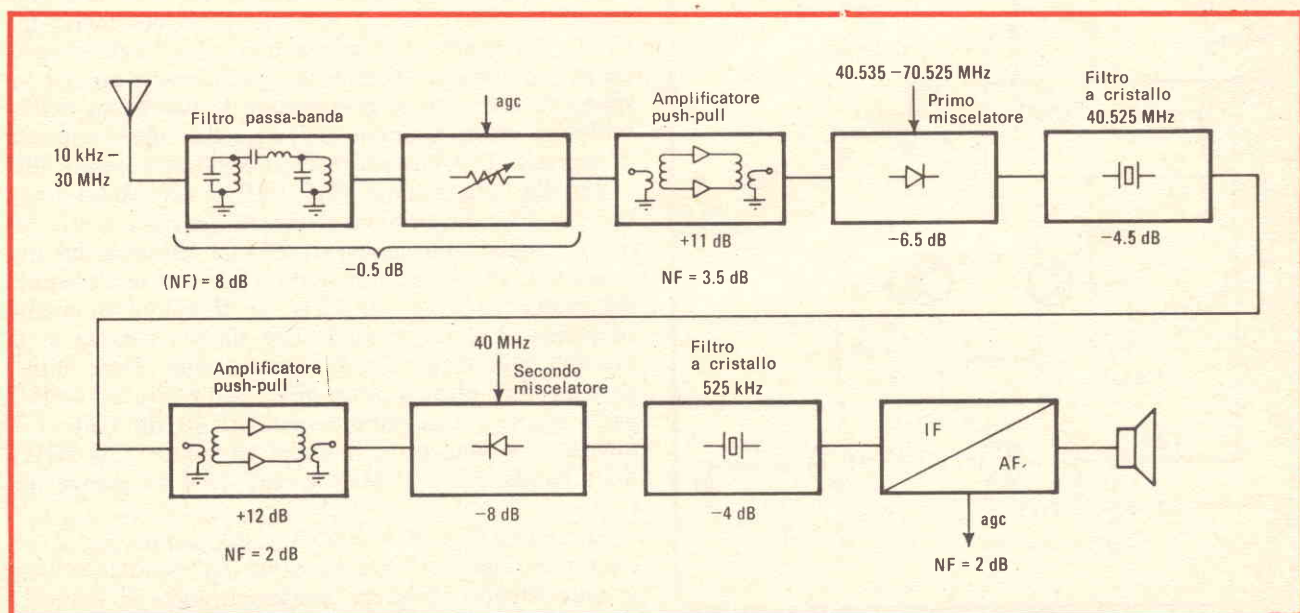 10 kHz –
30 MHz
Filtro passa-banda
agc
Amplificatore
push-pull
40.535 –70.525 MHz
Primo
miscelatore
Filtro
a cristallo
40.525 MHz
–0.5 dB
(NF) = 8 dB
+11 dB
NF = 3.5 dB
–6.5 dB
–4.5 dB
Amplificatore
push-pull
40 MHz
Secondo
miscelatore
Filtro
a cristallo
525 kHz
IF
AF
+12 dB
NF = 2 dB
–8 dB
–4 dB
agc
NF = 2 dB